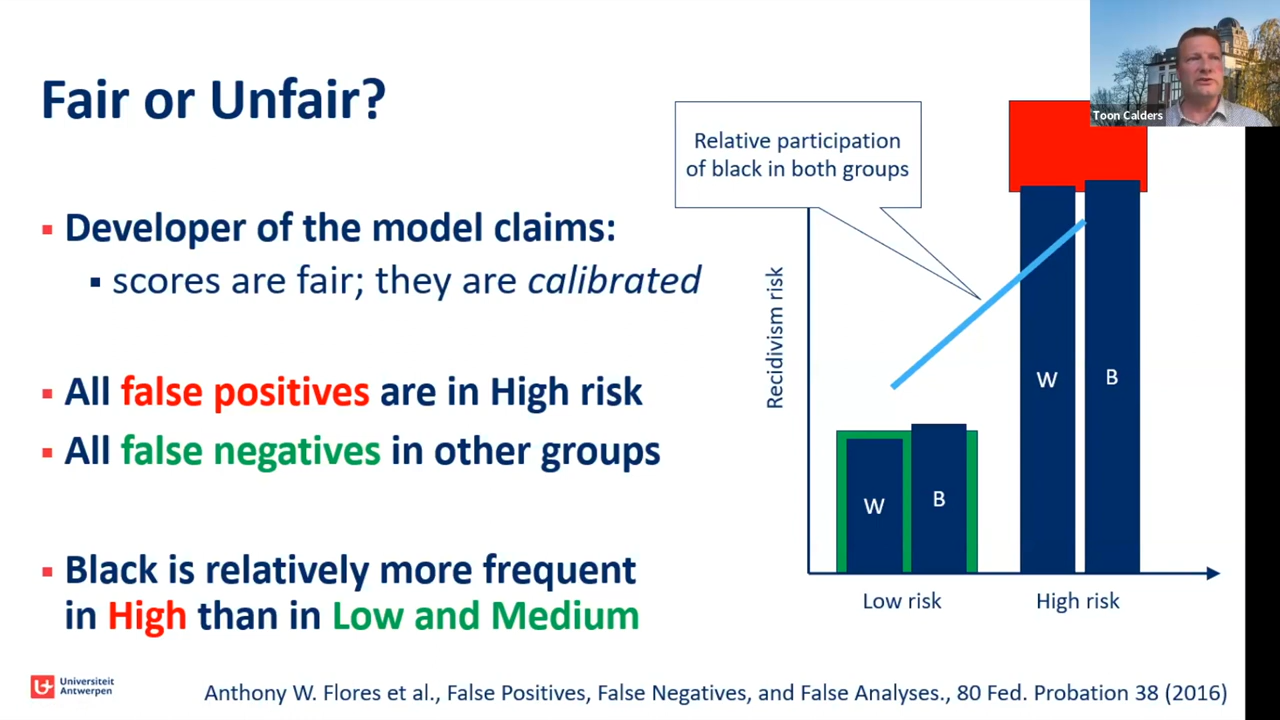 Toon Calders
Fair or Unfair?
Developer of the model claims:
scores are fair; they are calibrated
All false positives are in High risk
All false negatives in other groups
Black is relatively more frequent
in High than in Low and Medium
Relative participation
of black in both groups
Recidivism risk
W
B
W
B
Low risk
High risk
Universiteit
Antwerpen
Anthony W. Flores et al., False Positives, False Negatives, and False Analyses., 80 Fed. Probation 38 (2016)